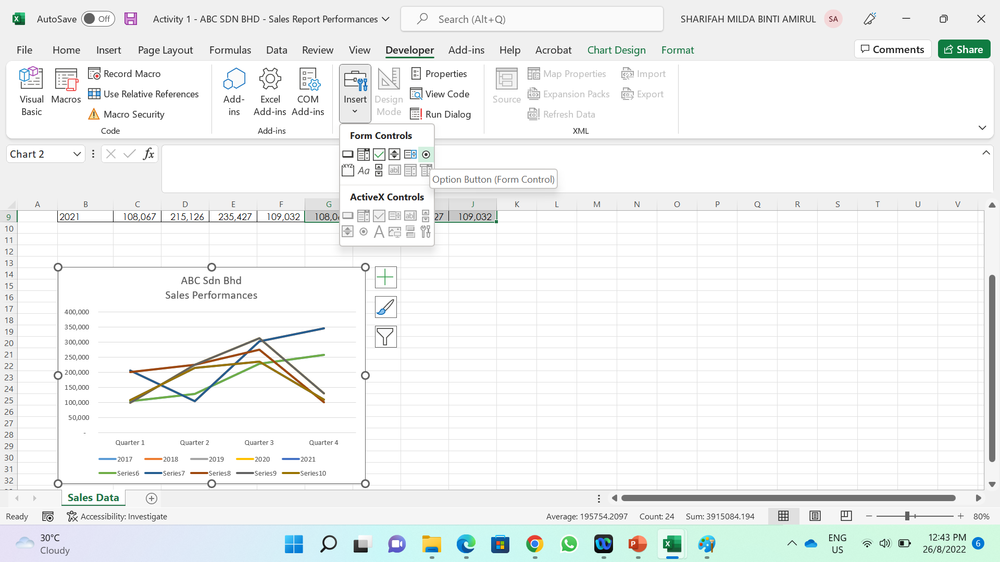 AutoSave Off Activity 1 - ABC SDN BHD - Sales Report Performances Search (Alt+Q) SHARIFAH MILDA BINTI AMIRUL SA
File Home Insert Page Layout Formulas Data Review View Developer Add-ins Help Acrobat Chart Design Format Comments Share
Visual Basic
Macros
Record Macro
Use Relative References
Macro Security
Code
Add-ins
Excel Add-ins
COM Add-ins
Add-ins
Insert
Design Mode
Properties
View Code
Run Dialog
Source
Map Properties
Expansion Packs
Refresh Data
Import
Export
XML
Form Controls
XYZ Aa ab|
Option Button (Form Control)
ActiveX Controls
ab|
A
Chart 2 fx
A B C D E F G J K L M N O P Q R S T U V
9 2021 108,067 215,126 235,427 109,032 108,0 27 109,032
10
11
12
13
14
15
16
17
18
19
20
21
22
23
24
25
26
27
28
29
30
31
32
ABC Sdn Bhd
Sales Performances
400,000
350,000
300,000
250,000
200,000
150,000
100,000
50,000
-
Quarter 1 Quarter 2 Quarter 3 Quarter 4
2017 2018 2019 2020 2021
Series6 Series7 Series8 Series9 Series10
Sales Data
Ready Accessibility: Investigate Average: 195754.2097 Count: 24 Sum: 3915084.194 80%
30°C
Cloudy
ENG
US
12:43 PM
26/8/2022
6